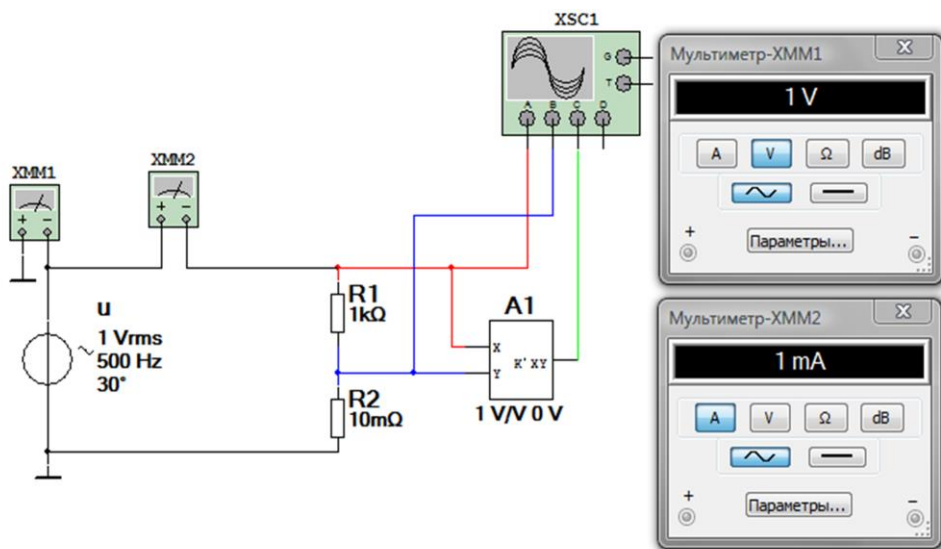 XSC1
G
T
A B C D
XMM1
+ -
XMM2
+ -
u
1 Vrms
500 Hz
30°
R1
1kΩ
R2
10mΩ
A1
X
Y
K*XY
1 V/V 0 V
Мультиметр-XMM1
X
1 V
A V Ω dB
+ Параметры... -
Мультиметр-XMM2
X
1 mA
A V Ω dB
+ Параметры... -